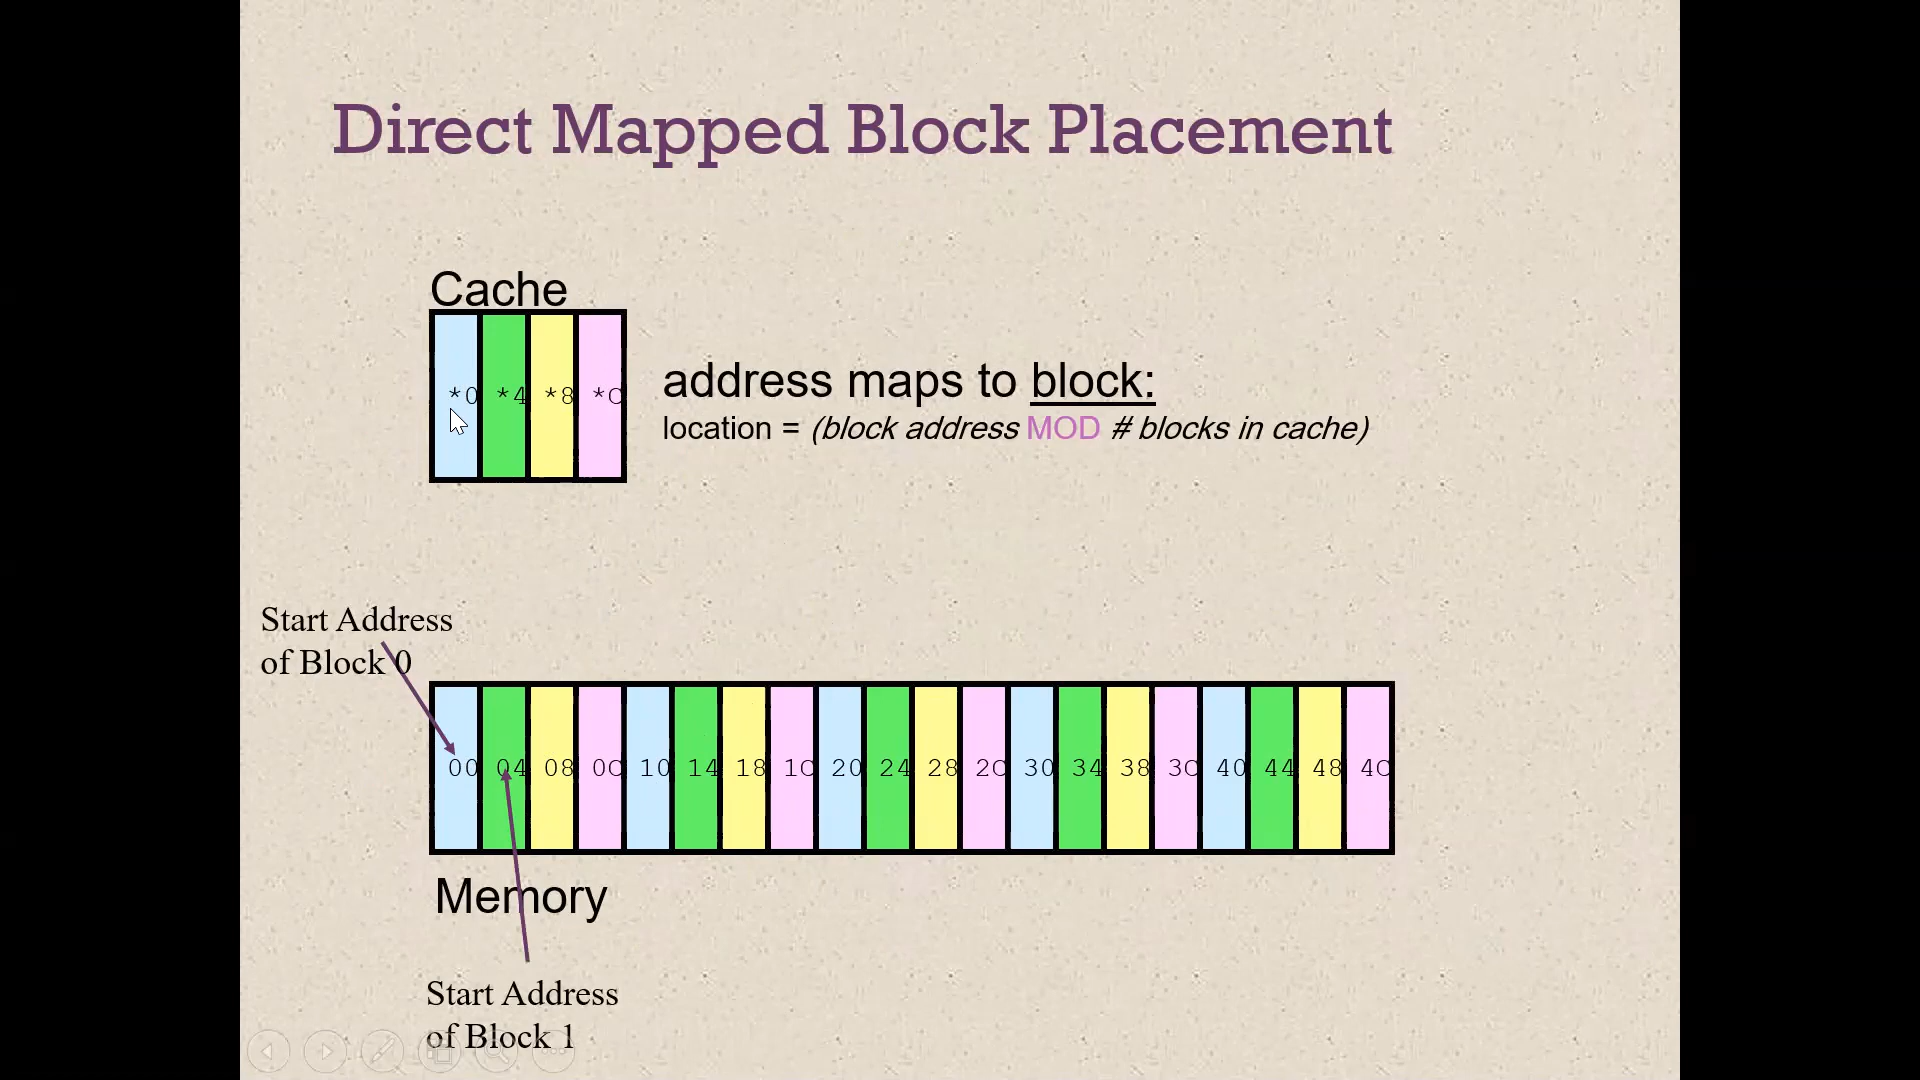 Direct Mapped Block Placement
Cache
*0 *4 *8 *C
address maps to block:
location = (block address MOD # blocks in cache)
Start Address
of Block 0
00 04 08 0C 10 14 18 1C 20 24 28 2C 30 34 38 3C 40 44 48 4C
Memory
Start Address
of Block 1